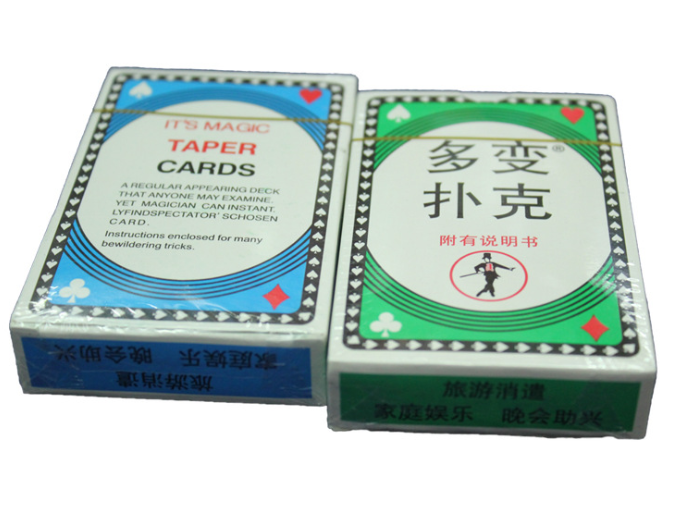 IT'S MAGIC
TAPER
CARDS
A REGULAR APPEARING DECK
THAT ANYONE MAY EXAMINE.
YET MAGICIAN CAN INSTANT.
LYFINDSPECTATOR'SCHOSEN
CARD.
Instructions enclosed for many
bewildering tricks.
旅游消遣
家庭娱乐 晚会助兴
多变®
扑克
附有说明书
旅游消遣
家庭娱乐 晚会助兴